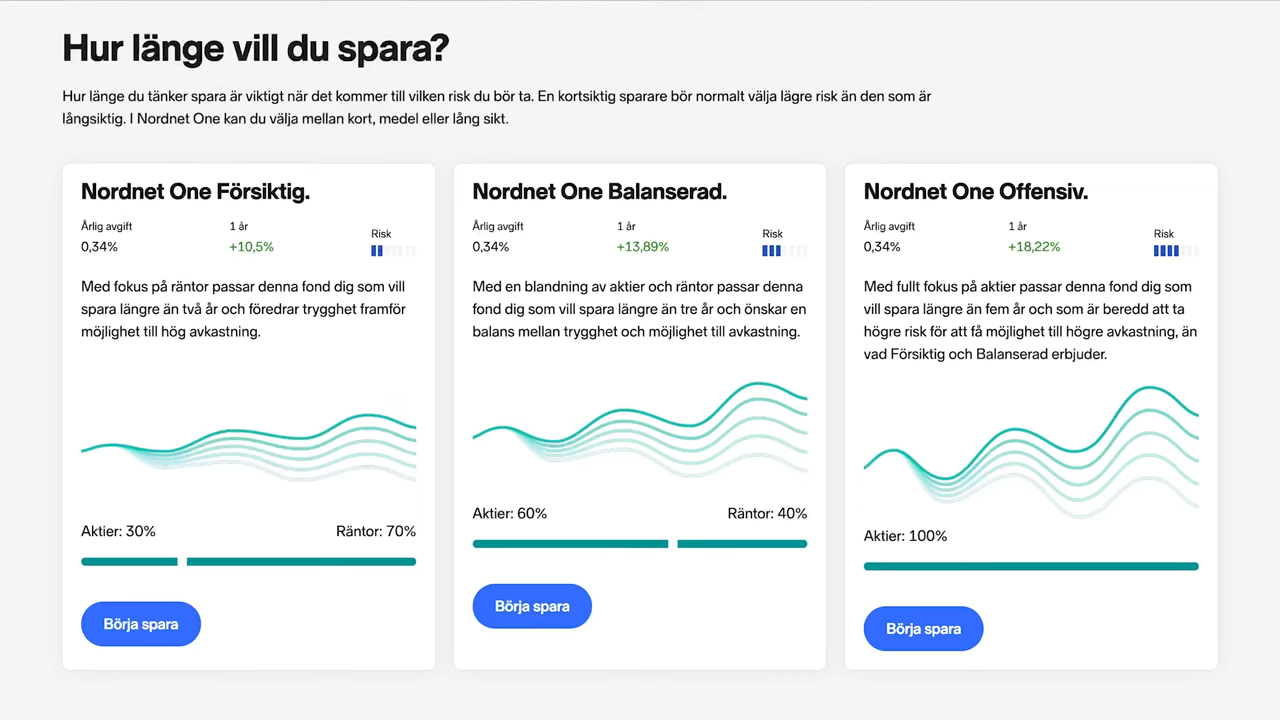 Hur länge vill du spara?
Hur länge du tänker spara är viktigt när det kommer till vilken risk du bör ta. En kortsiktig sparare bör normalt välja lägre risk än den som är
långsiktig. I Nordnet One kan du välja mellan kort, medel eller lång sikt.
Nordnet One Försiktig.
Årlig avgift
1 år
Risk
0,34%
+10,5%
Med fokus på räntor passar denna fond dig som vill
spara längre än två år och föredrar trygghet framför
möjlighet till hög avkastning.
Aktier: 30%
Räntor: 70%
Börja spara
Nordnet One Balanserad.
Årlig avgift
1 år
Risk
0,34%
+13,89%
Med en blandning av aktier och räntor passar denna
fond dig som vill spara längre än tre år och önskar en
balans mellan trygghet och möjlighet till avkastning.
Aktier: 60%
Räntor: 40%
Börja spara
Nordnet One Offensiv.
Årlig avgift
1 år
Risk
0,34%
+18,22%
Med fullt fokus på aktier passar denna fond dig som
vill spara längre än fem år och som är beredd att ta
högre risk för att få möjlighet till högre avkastning, än
vad Försiktig och Balanserad erbjuder.
Aktier: 100%
Börja spara